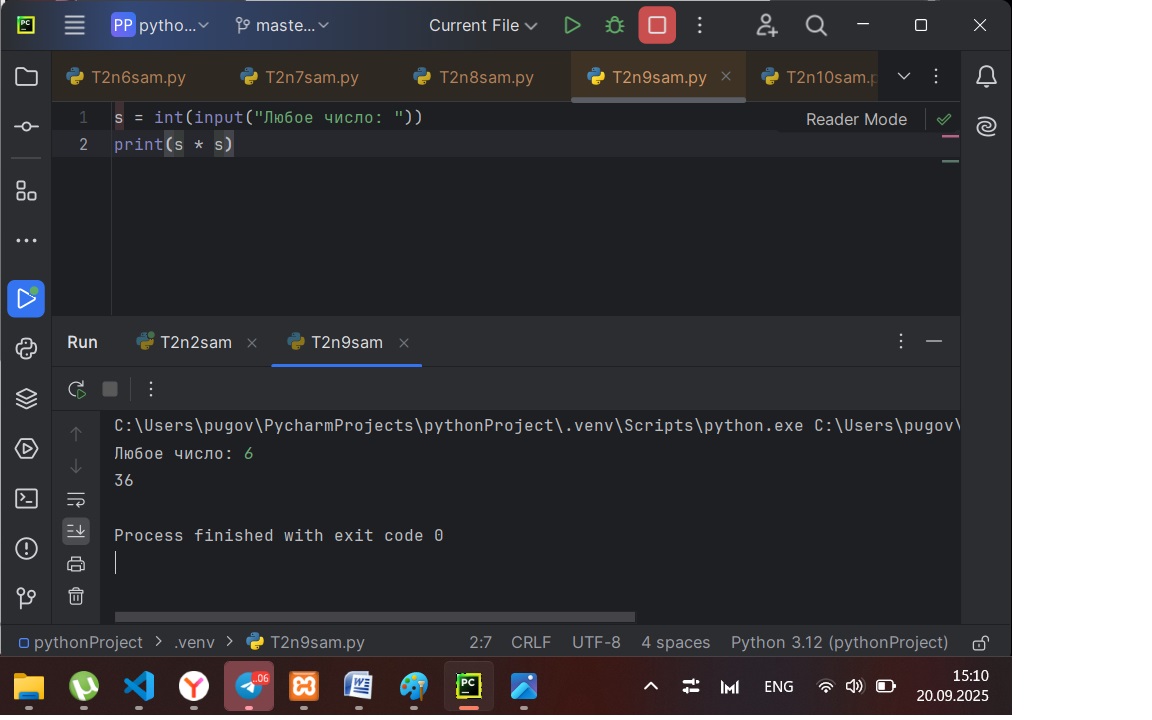 PP pytho... maste... Current File
T2n6sam.py T2n7sam.py T2n8sam.py T2n9sam.py T2n10sam.p
1 s = int(input("Любое число: "))
Reader Mode
2 print(s * s)
Run T2n2sam T2n9sam
C:\Users\pugov\PycharmProjects\pythonProject\.venv\Scripts\python.exe C:\Users\pugov\
Любое число: 6
36
Process finished with exit code 0
pythonProject > .venv > T2n9sam.py 2:7 CRLF UTF-8 4 spaces Python 3.12 (pythonProject)
..06 PC ENG 15:10
20.09.2025